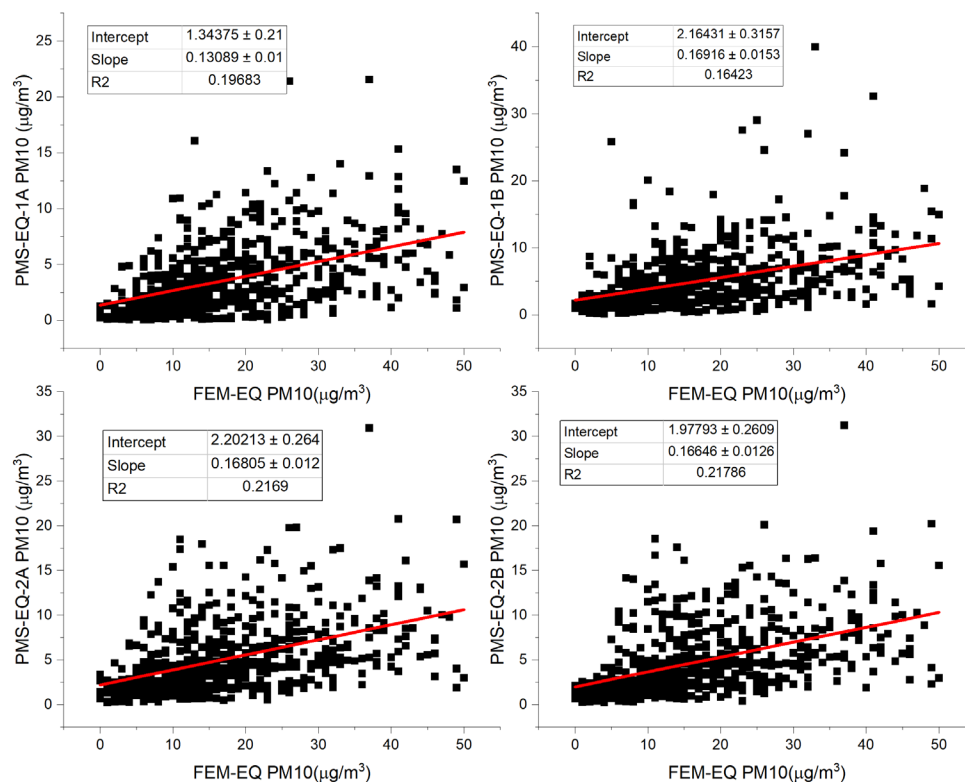 Intercept 1.34375 ± 0.21
Slope 0.13089 ± 0.01
R2 0.19683
PMS-EQ-1A PM10 (μg/m³)
25
20
15
10
5
0
0 10 20 30 40 50
FEM-EQ PM10(μg/m³)
Intercept 2.16431 ± 0.3157
Slope 0.16916 ± 0.0153
R2 0.16423
PMS-EQ-1B PM10 (μg/m³)
40
30
20
10
0
0 10 20 30 40 50
FEM-EQ PM10(μg/m³)
Intercept 2.20213 ± 0.264
Slope 0.16805 ± 0.012
R2 0.2169
PMS-EQ-2A PM10 (μg/m³)
35
30
25
20
15
10
5
0
0 10 20 30 40 50
FEM-EQ PM10(μg/m³)
Intercept 1.97793 ± 0.2609
Slope 0.16646 ± 0.0126
R2 0.21786
PMS-EQ-2B PM10 (μg/m³)
35
30
25
20
15
10
5
0
0 10 20 30 40 50
FEM-EQ PM10(μg/m³)